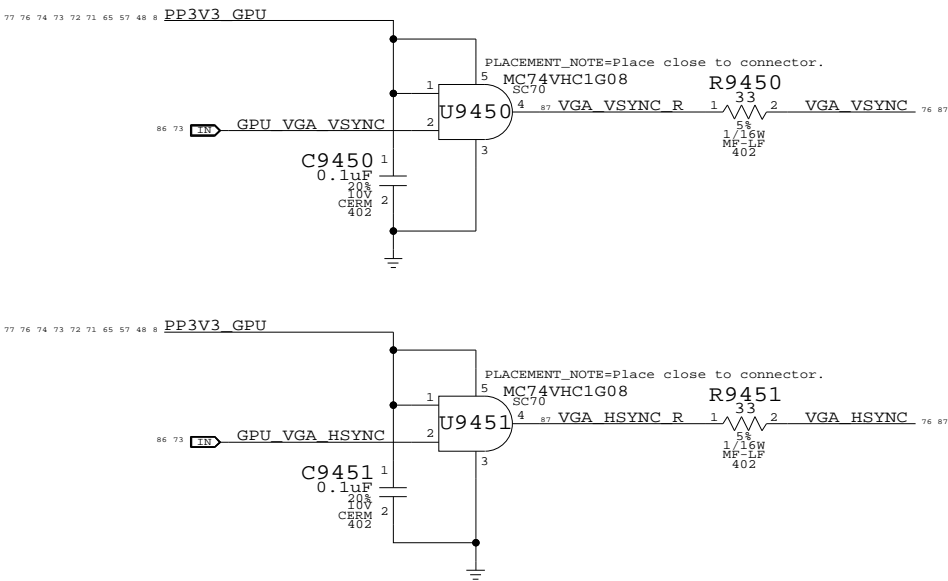 77 76 74 73 72 71 65 57 48 8 PP3V3_GPU
PLACEMENT_NOTE=Place close to connector.
5 MC74VHC1G08
SC70
1
U9450
4 87 VGA_VSYNC_R
R9450
33
1 2
5%
1/16W
MF-LF
402
VGA_VSYNC 76 87
86 73 IN GPU_VGA_VSYNC
2
3
C9450 1
0.1uF
20%
10V
CERM 2
402
77 76 74 73 72 71 65 57 48 8 PP3V3_GPU
PLACEMENT_NOTE=Place close to connector.
5 MC74VHC1G08
SC70
1
U9451
4 87 VGA_HSYNC_R
R9451
33
1 2
5%
1/16W
MF-LF
402
VGA_HSYNC 76 87
86 73 IN GPU_VGA_HSYNC
2
3
C9451 1
0.1uF
20%
10V
CERM 2
402